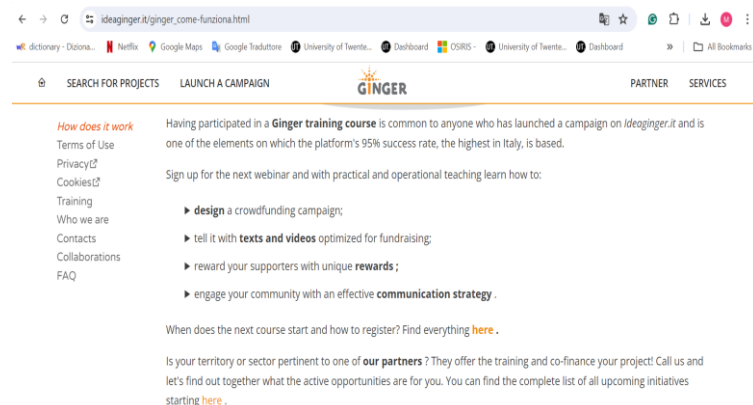 ideaginger.it/ginger_come-funziona.html
dictionary - Diziona... Netflix Google Maps Google Traduttore University of Twente... Dashboard OSIRIS - University of Twente... Dashboard » All Bookmarks
SEARCH FOR PROJECTS LAUNCH A CAMPAIGN GINGER PARTNER SERVICES
How does it work
Terms of Use
Privacy
Cookies
Training
Who we are
Contacts
Collaborations
FAQ
Having participated in a Ginger training course is common to anyone who has launched a campaign on Ideaginger.it and is
one of the elements on which the platform's 95% success rate, the highest in Italy, is based.
Sign up for the next webinar and with practical and operational teaching learn how to:
▶ design a crowdfunding campaign;
▶ tell it with texts and videos optimized for fundraising;
▶ reward your supporters with unique rewards ;
▶ engage your community with an effective communication strategy .
When does the next course start and how to register? Find everything here .
Is your territory or sector pertinent to one of our partners ? They offer the training and co-finance your project! Call us and
let's find out together what the active opportunities are for you. You can find the complete list of all upcoming initiatives
starting here .